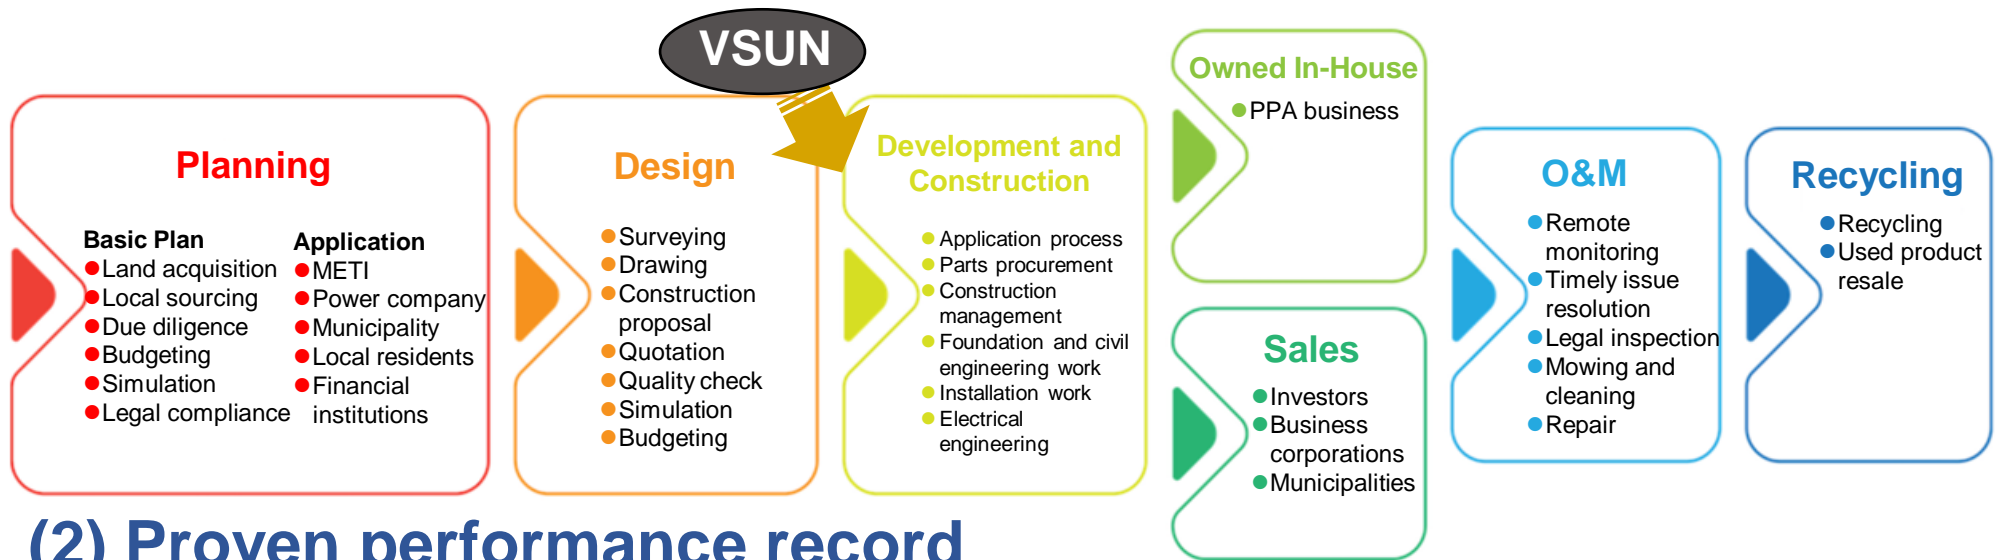 VSUN
Planning
Basic Plan
● Land acquisition
● Local sourcing
● Due diligence
● Budgeting
● Simulation
● Legal compliance
Application
● METI
● Power company
● Municipality
● Local residents
● Financial
institutions
Design
● Surveying
● Drawing
● Construction
proposal
● Quotation
● Quality check
● Simulation
● Budgeting
Development and
Construction
● Application process
● Parts procurement
● Construction
management
● Foundation and civil
engineering work
● Installation work
● Electrical
engineering
Owned In-House
● PPA business
Sales
● Investors
● Business
corporations
● Municipalities
O&M
● Remote
monitoring
● Timely issue
resolution
● Legal inspection
● Mowing and
cleaning
● Repair
Recycling
● Recycling
● Used product
resale
(2) Proven performance record